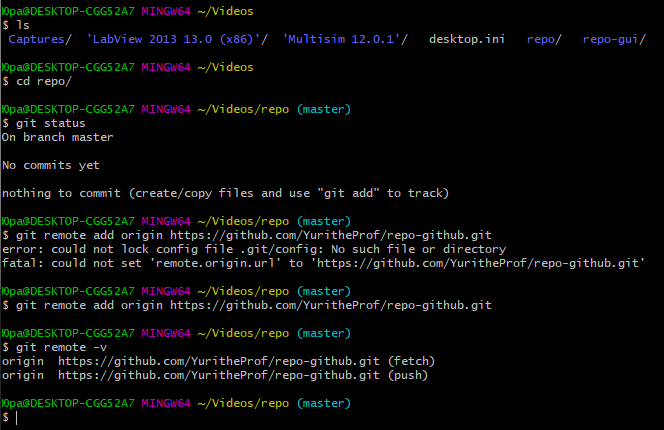 Юра@DESKTOP-CGG52A7 MINGW64 ~/Videos
$ ls
Captures/  'LabView 2013 13.0 (x86)'/  'Multisim 12.0.1'/  desktop.ini  repo/  repo-gui/
Юра@DESKTOP-CGG52A7 MINGW64 ~/Videos
$ cd repo/
Юра@DESKTOP-CGG52A7 MINGW64 ~/Videos/repo (master)
$ git status
On branch master
No commits yet
nothing to commit (create/copy files and use "git add" to track)
Юра@DESKTOP-CGG52A7 MINGW64 ~/Videos/repo (master)
$ git remote add origin https://github.com/YuritheProf/repo-github.git
error: could not lock config file .git/config: No such file or directory
fatal: could not set 'remote.origin.url' to 'https://github.com/YuritheProf/repo-github.git'
Юра@DESKTOP-CGG52A7 MINGW64 ~/Videos/repo (master)
$ git remote add origin https://github.com/YuritheProf/repo-github.git
Юра@DESKTOP-CGG52A7 MINGW64 ~/Videos/repo (master)
$ git remote -v
origin  https://github.com/YuritheProf/repo-github.git (fetch)
origin  https://github.com/YuritheProf/repo-github.git (push)
Юра@DESKTOP-CGG52A7 MINGW64 ~/Videos/repo (master)
$